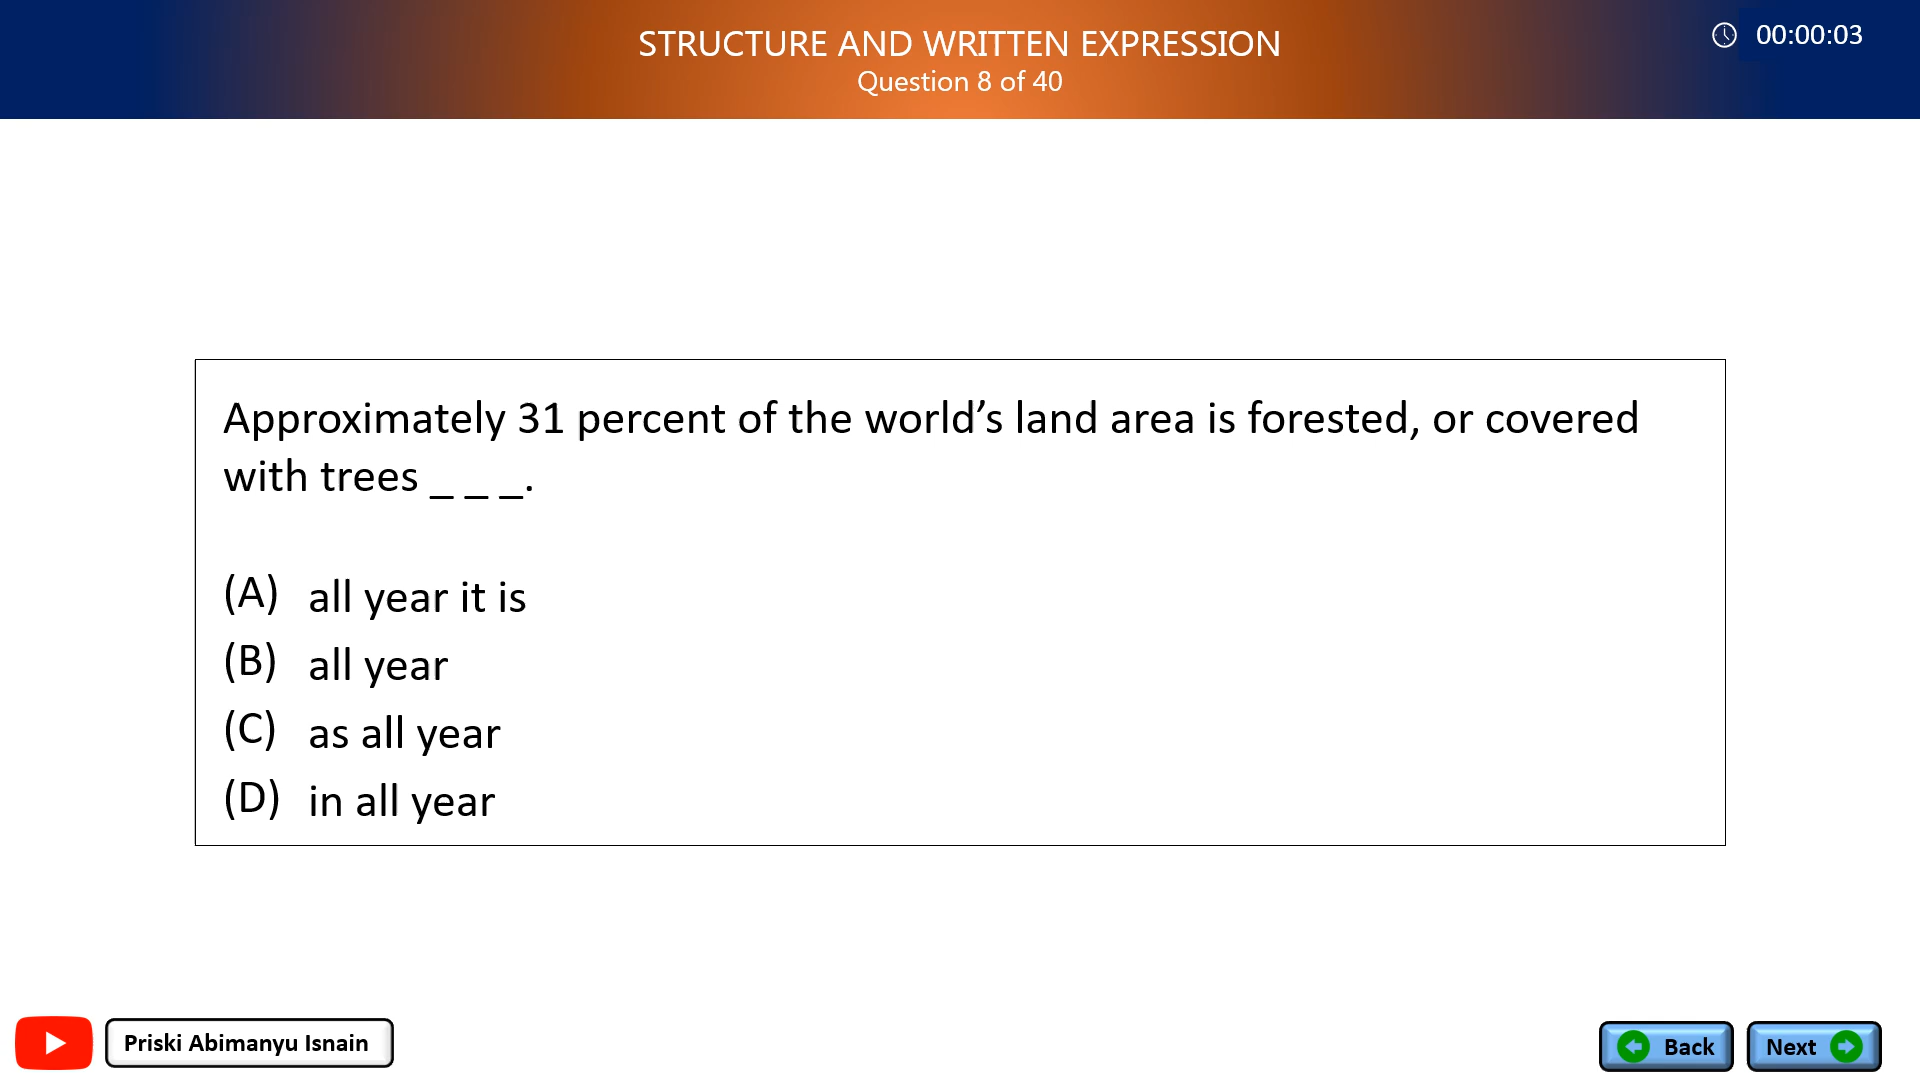 STRUCTURE AND WRITTEN EXPRESSION
Question 8 of 40
00:00:03
Approximately 31 percent of the world’s land area is forested, or covered
with trees _ _ _.
(A) all year it is
(B) all year
(C) as all year
(D) in all year
Priski Abimanyu Isnain
Back
Next